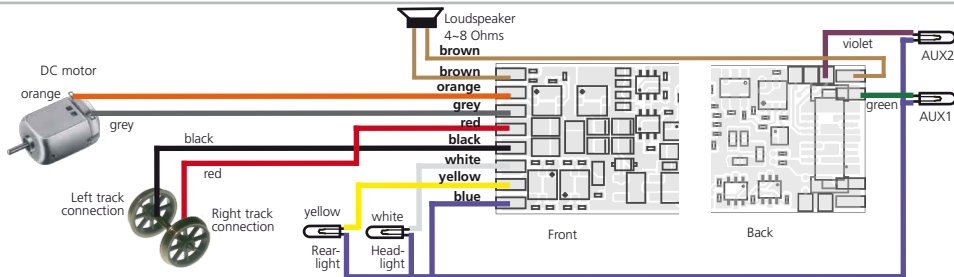 Loudspeaker
4~8 Ohms
brown
violet
AUX2
DC motor
brown
orange
orange
grey
green
AUX1
grey
red
black
black
white
red
yellow
Left track
connection
blue
Right track
connection
yellow
white
Front
Back
Rear-
light
Head-
light